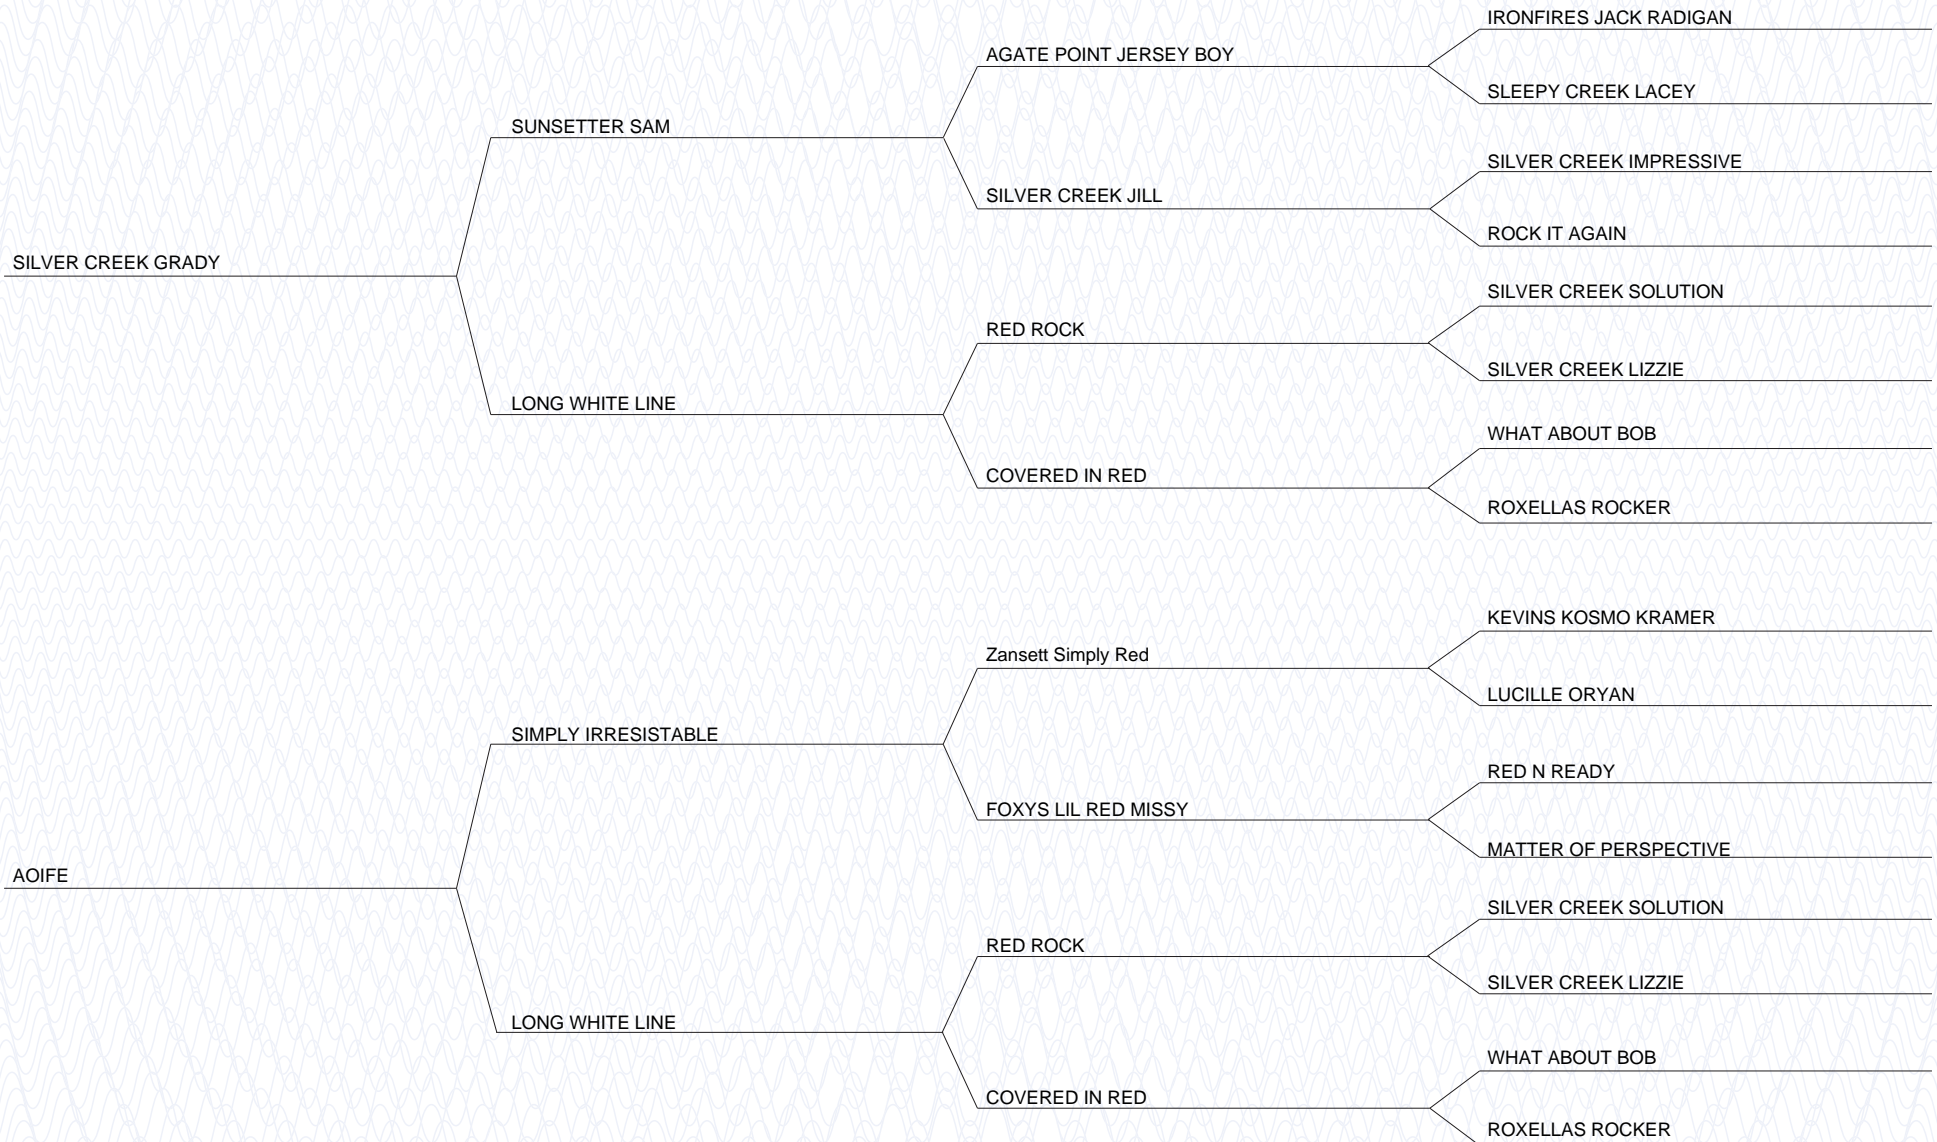 IRONFIRES JACK RADIGAN
AGATE POINT JERSEY BOY
SLEEPY CREEK LACEY
SUNSETTER SAM
SILVER CREEK IMPRESSIVE
SILVER CREEK JILL
ROCK IT AGAIN
SILVER CREEK GRADY
SILVER CREEK SOLUTION
RED ROCK
SILVER CREEK LIZZIE
LONG WHITE LINE
WHAT ABOUT BOB
COVERED IN RED
ROXELLAS ROCKER
KEVINS KOSMO KRAMER
Zansett Simply Red
LUCILLE ORYAN
SIMPLY IRRESISTABLE
RED N READY
FOXYS LIL RED MISSY
MATTER OF PERSPECTIVE
AOIFE
SILVER CREEK SOLUTION
RED ROCK
SILVER CREEK LIZZIE
LONG WHITE LINE
WHAT ABOUT BOB
COVERED IN RED
ROXELLAS ROCKER